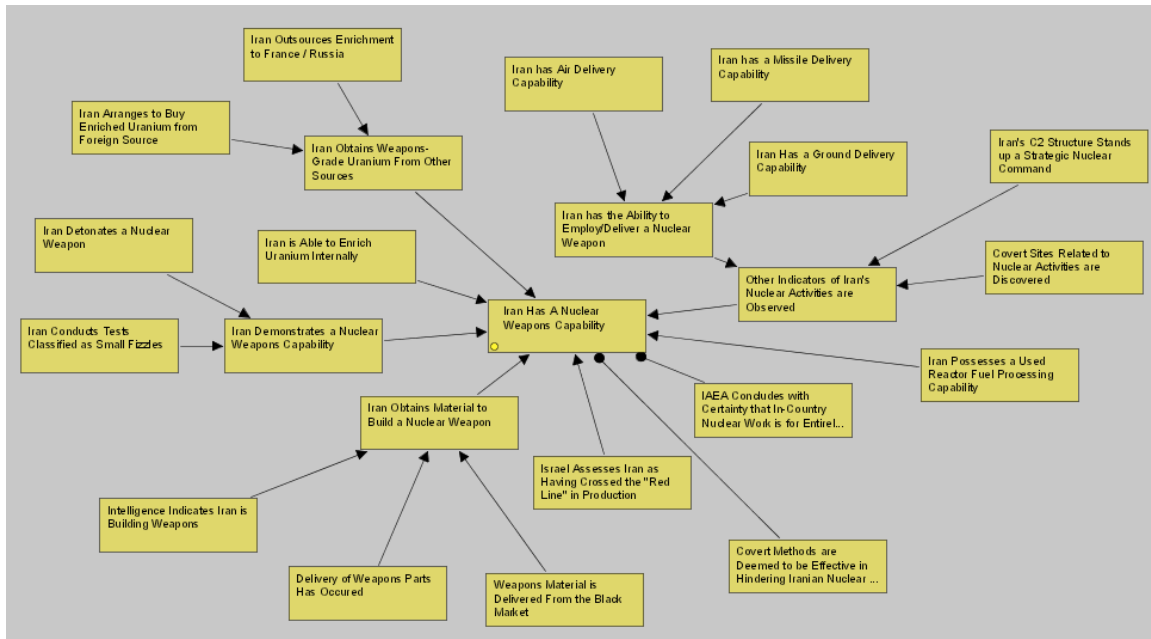 Iran Outsources Enrichment
to France / Russia
Iran has Air Delivery
Capability
Iran has a Missile Delivery
Capability
Iran Arranges to Buy
Enriched Uranium from
Foreign Source
Iran Obtains Weapons-
Grade Uranium From Other
Sources
Iran Has a Ground Delivery
Capability
Iran's C2 Structure Stands
up a Strategic Nuclear
Command
Iran Detonates a Nuclear
Weapon
Iran is Able to Enrich
Uranium Internally
Iran has the Ability to
Employ/Deliver a Nuclear
Weapon
Other Indicators of Iran's
Nuclear Activities are
Observed
Covert Sites Related to
Nuclear Activities are
Discovered
Iran Conducts Tests
Classified as Small Fizzles
Iran Demonstrates a Nuclear
Weapons Capability
Iran Has A Nuclear
Weapons Capability
Iran Possesses a Used
Reactor Fuel Processing
Capability
Iran Obtains Material to
Build a Nuclear Weapon
IAEA Concludes with
Certainty that In-Country
Nuclear Work is for Entirel...
Israel Assesses Iran as
Having Crossed the "Red
Line" in Production
Intelligence Indicates Iran is
Building Weapons
Delivery of Weapons Parts
Has Occured
Weapons Material is
Delivered From the Black
Market
Covert Methods are
Deemed to be Effective in
Hindering Iranian Nuclear ...